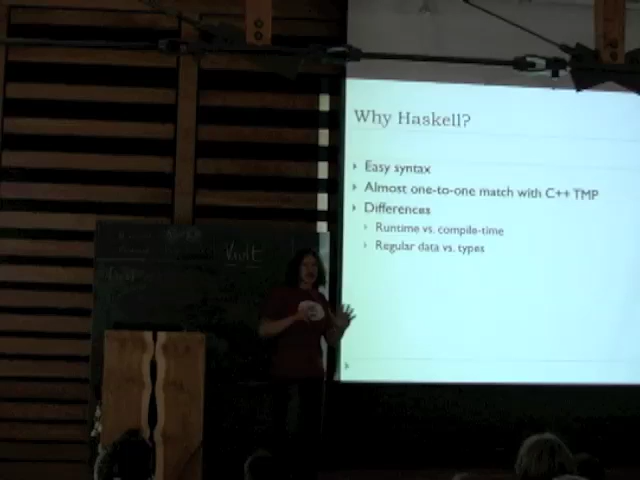 Why Haskell?
Easy syntax
Almost one-to-one match with C++ TMP
Differences
Runtime vs. compile-time
Regular data vs. types